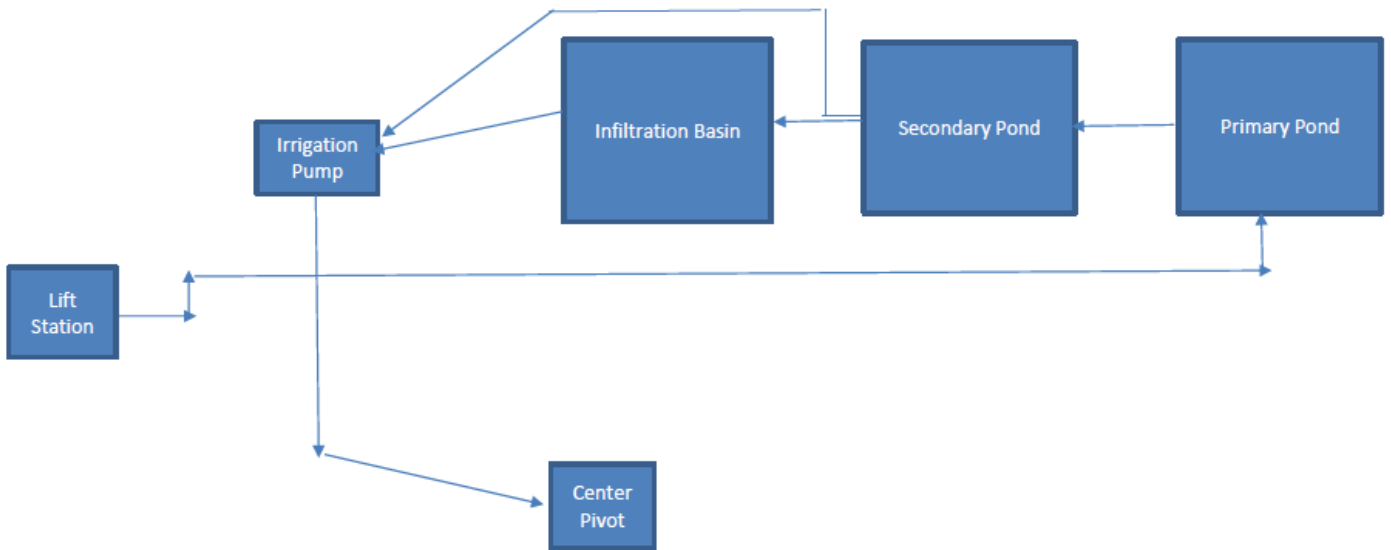 Infiltration Basin
Secondary Pond
Primary Pond
Irrigation
Pump
Lift
Station
Center
Pivot